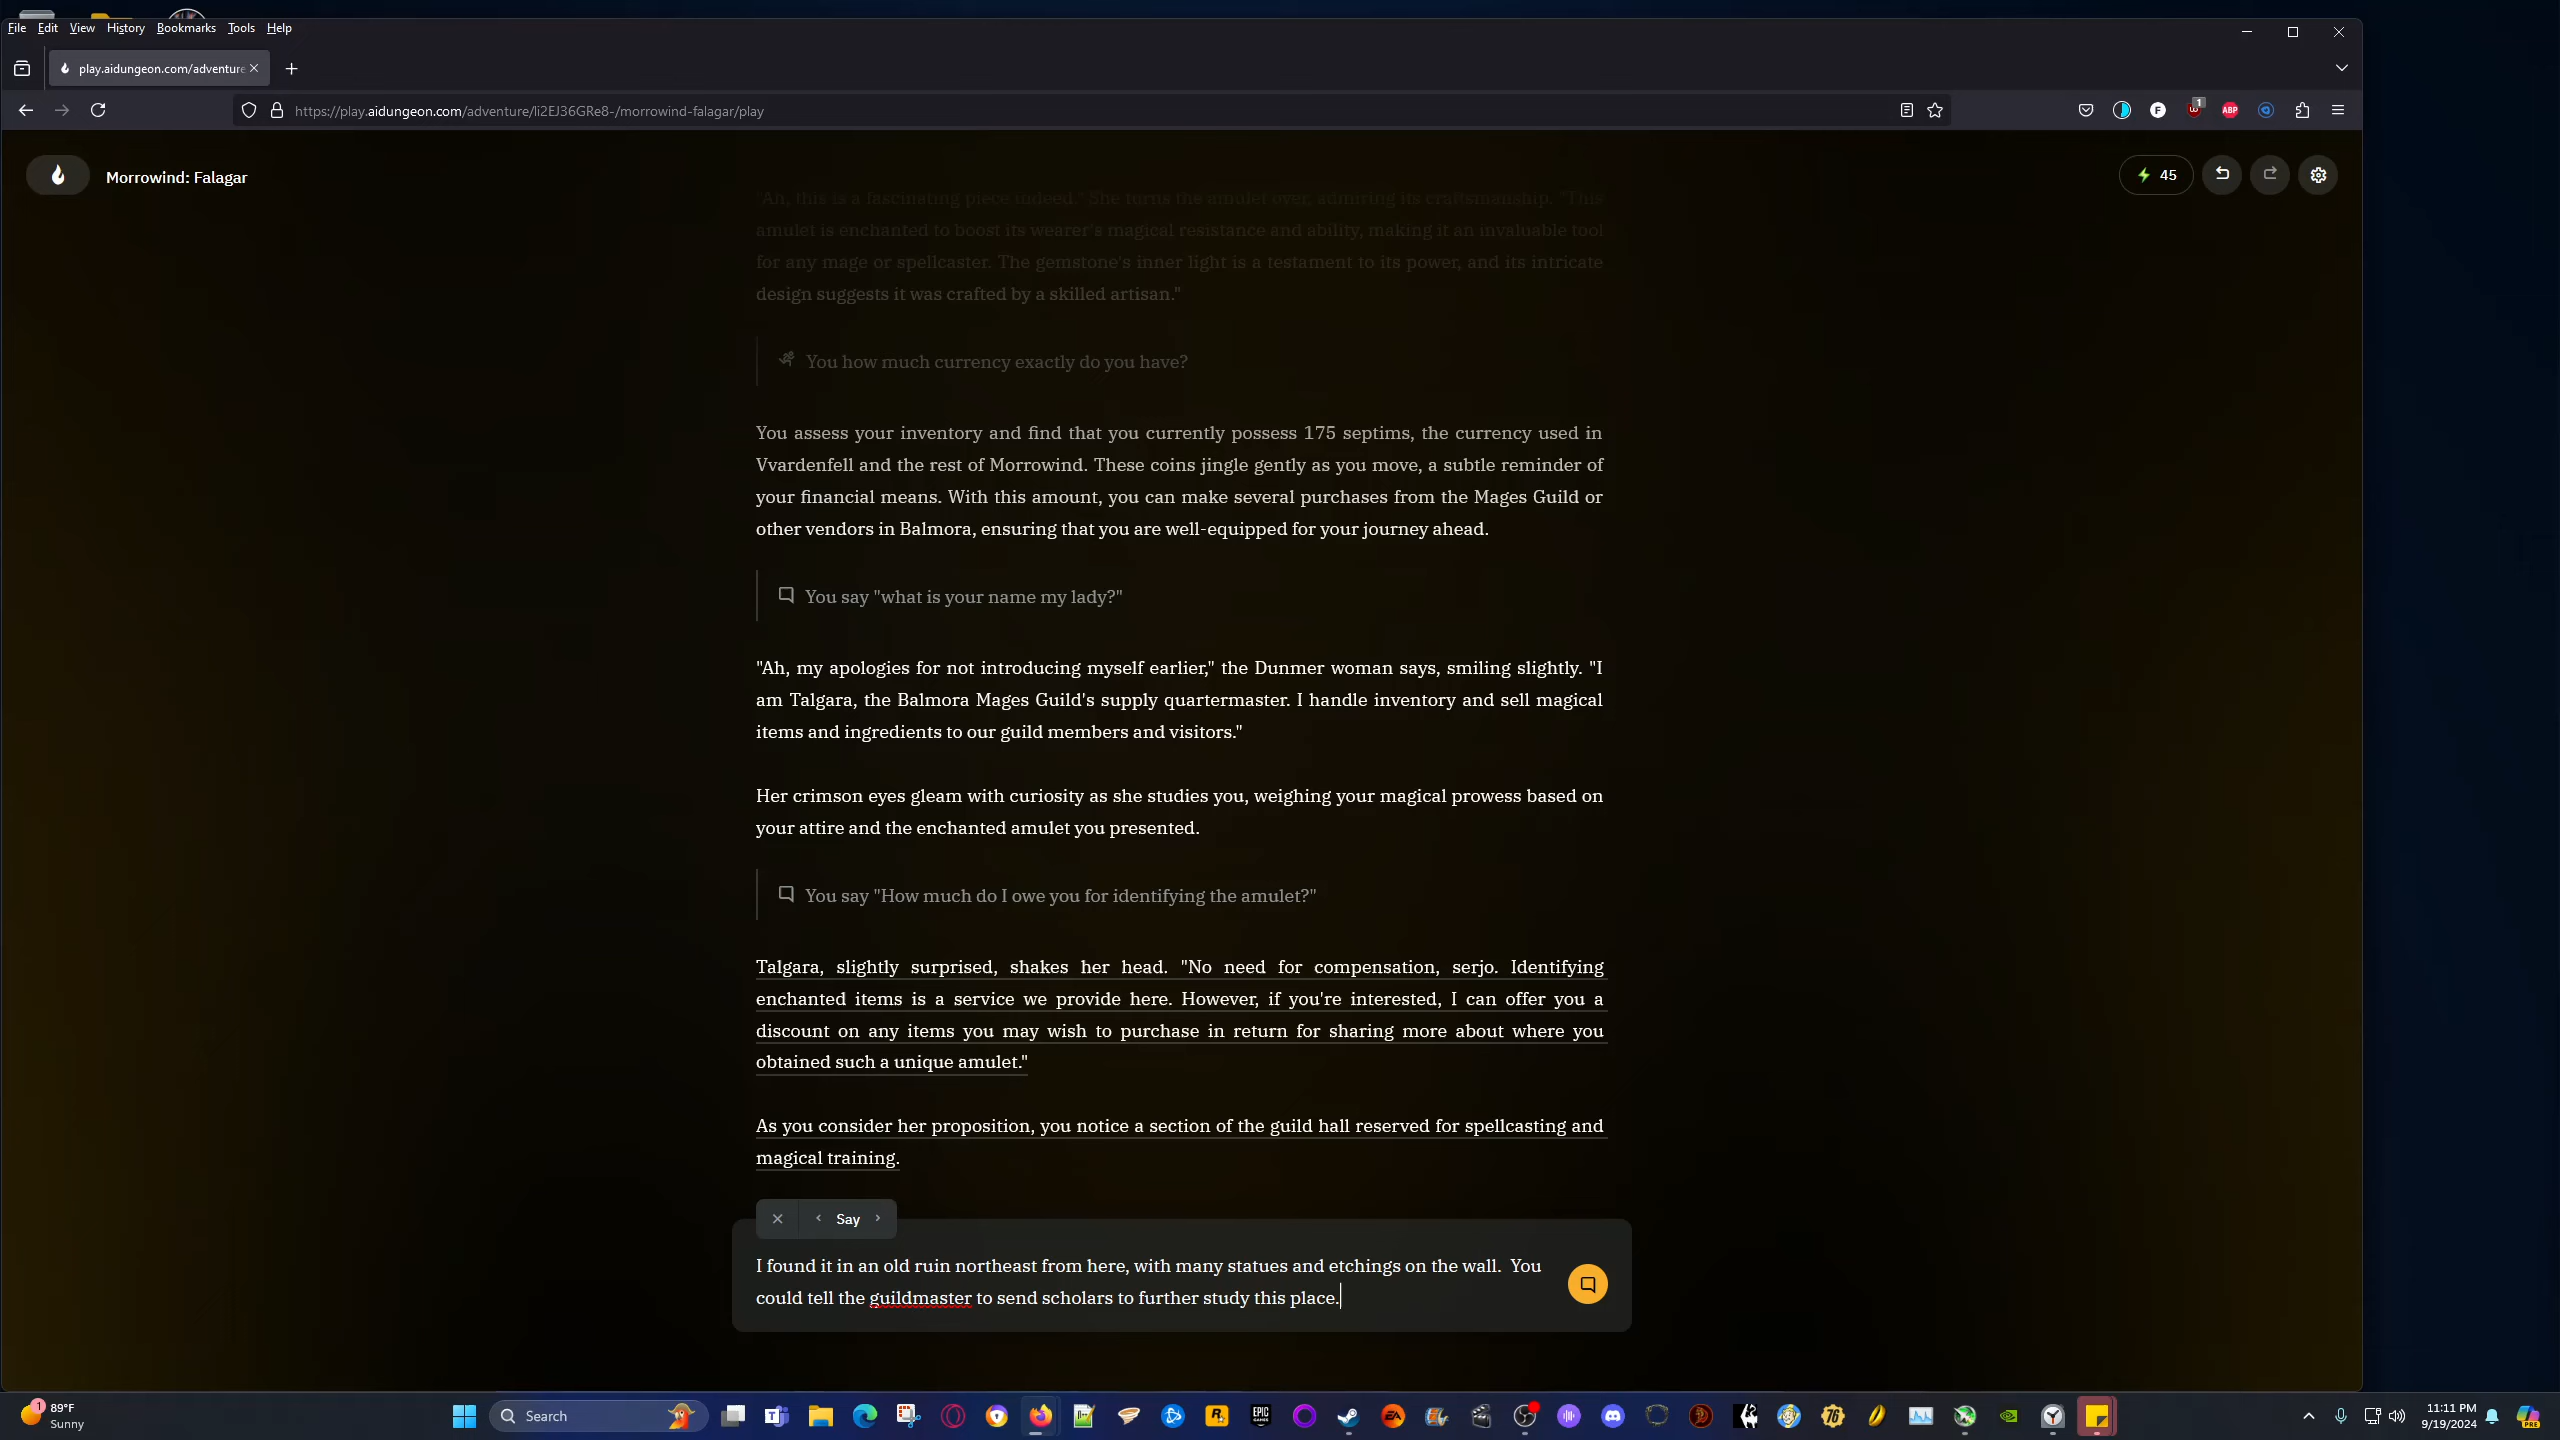 File Edit View History Bookmarks Tools Help
play.aidungeon.com/adventure
https://play.aidungeon.com/adventure/li2EJ36GRe8-/morrowind-falagar/play
1
ABP
Morrowind: Falagar
45
"Ah, this is a fascinating piece indeed." She turns the amulet over, admiring its craftsmanship. "This
amulet is enchanted to boost its wearer's magical resistance and ability, making it an invaluable tool
for any mage or spellcaster. The gemstone's inner light is a testament to its power, and its intricate
design suggests it was crafted by a skilled artisan."
You how much currency exactly do you have?
You assess your inventory and find that you currently possess 175 septims, the currency used in
Vvardenfell and the rest of Morrowind. These coins jingle gently as you move, a subtle reminder of
your financial means. With this amount, you can make several purchases from the Mages Guild or
other vendors in Balmora, ensuring that you are well-equipped for your journey ahead.
You say "what is your name my lady?"
"Ah, my apologies for not introducing myself earlier," the Dunmer woman says, smiling slightly. "I
am Talgara, the Balmora Mages Guild's supply quartermaster. I handle inventory and sell magical
items and ingredients to our guild members and visitors."
Her crimson eyes gleam with curiosity as she studies you, weighing your magical prowess based on
your attire and the enchanted amulet you presented.
You say "How much do I owe you for identifying the amulet?"
Talgara, slightly surprised, shakes her head. "No need for compensation, serjo. Identifying
enchanted items is a service we provide here. However, if you're interested, I can offer you a
discount on any items you may wish to purchase in return for sharing more about where you
obtained such a unique amulet."
As you consider her proposition, you notice a section of the guild hall reserved for spellcasting and
magical training.
Say
I found it in an old ruin northeast from here, with many statues and etchings on the wall.  You
could tell the guildmaster to send scholars to further study this place.
1
89°F
Sunny
Search
EPIC GAMES
EA
76
11:11 PM
9/19/2024
PRE